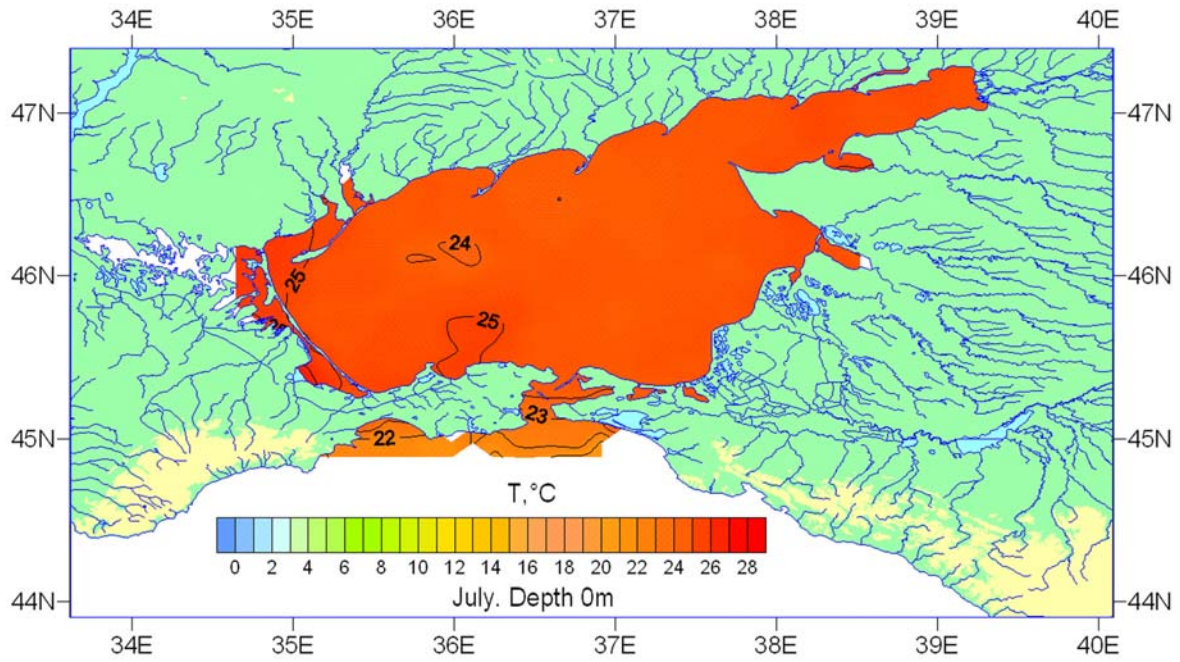 34E 35E 36E 37E 38E 39E 40E
47N 47N
24
46N 46N
25
25
23
22
45N 45N
T,°C
0 2 4 6 8 10 12 14 16 18 20 22 24 26 28
July. Depth 0m
44N 44N
34E 35E 36E 37E 38E 39E 40E